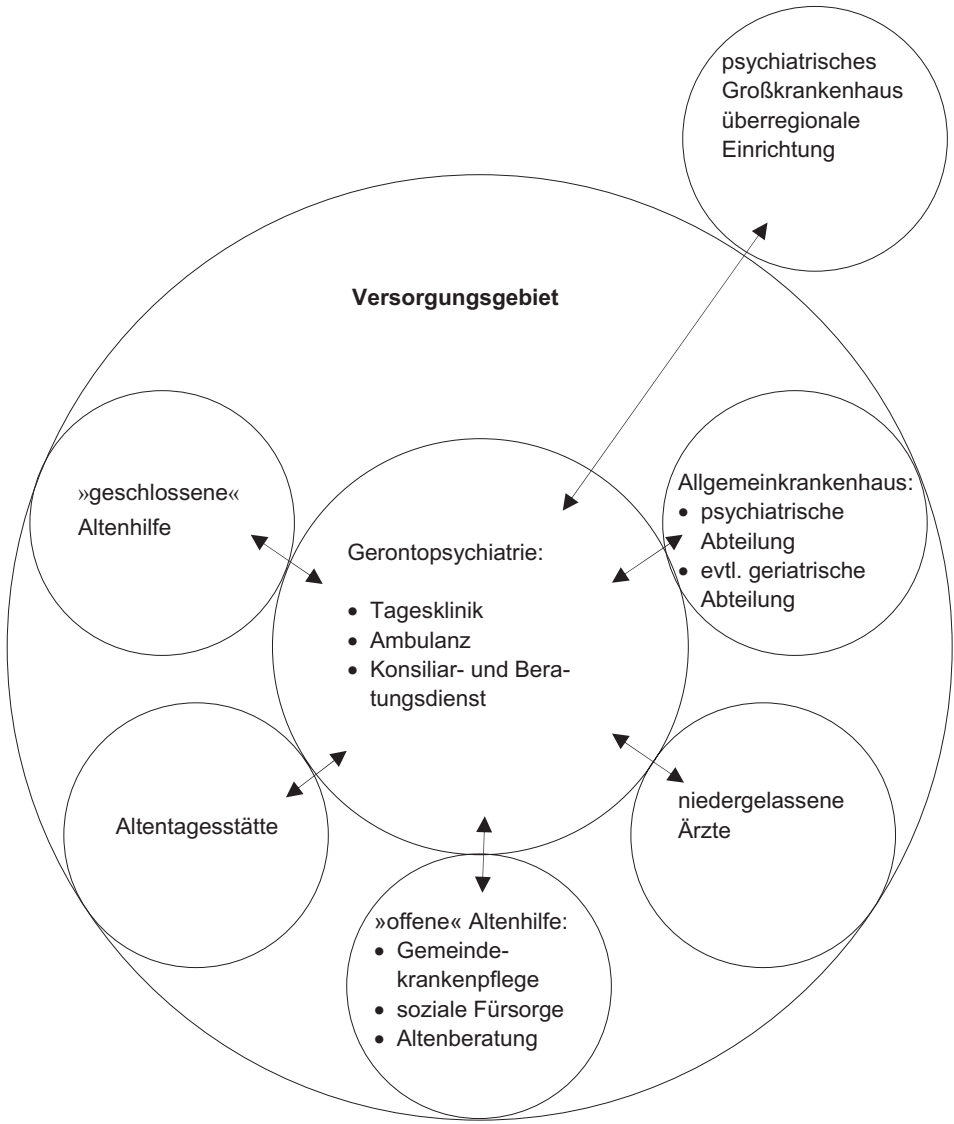 psychiatrisches
Großkrankenhaus
überregionale
Einrichtung
Versorgungsgebiet
»geschlossene«
Altenhilfe
Allgemeinkrankenhaus:
• psychiatrische
Abteilung
• evtl. geriatrische
Abteilung
Gerontopsychiatrie:
• Tagesklinik
• Ambulanz
• Konsiliar- und Bera-
tungsdienst
Altentagesstätte
niedergelassene
Ärzte
»offene« Altenhilfe:
• Gemeinde-
krankenpflege
• soziale Fürsorge
• Altenberatung